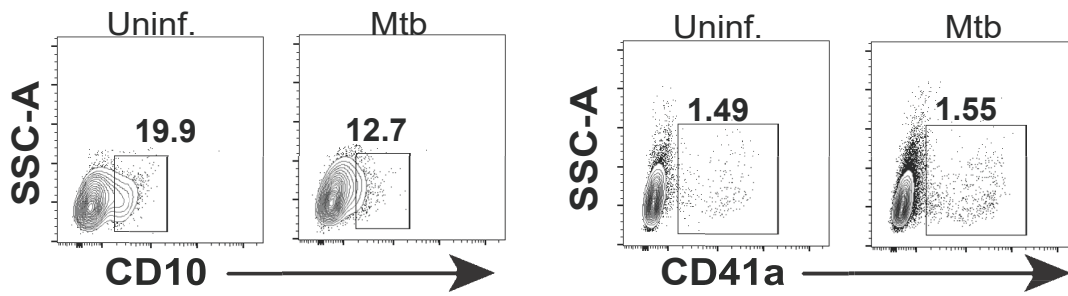 Uninf. Mtb Uninf. Mtb
SSC-A
19.9 12.7
SSC-A
1.49 1.55
CD10 CD41a